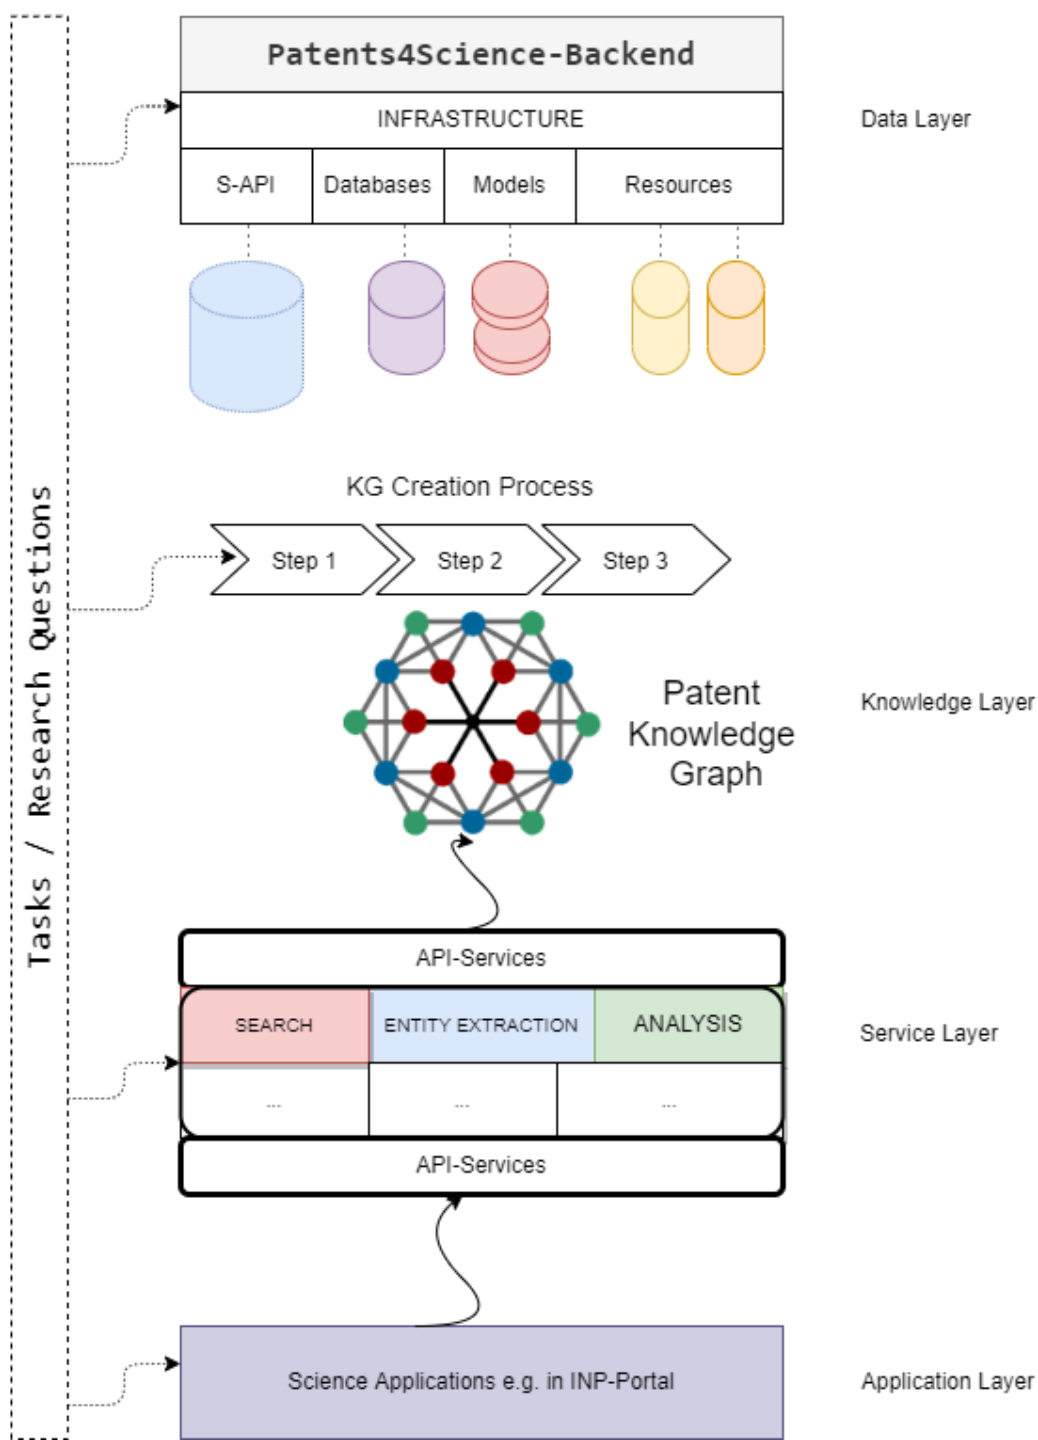 Patents4Science-Backend
INFRASTRUCTURE
Data Layer
S-API
Databases
Models
Resources
KG Creation Process
Step 1
Step 2
Step 3
Patent
Knowledge
Graph
Knowledge Layer
Tasks / Research Questions
API-Services
SEARCH
ENTITY EXTRACTION
ANALYSIS
Service Layer
...
...
...
API-Services
Science Applications e.g. in INP-Portal
Application Layer